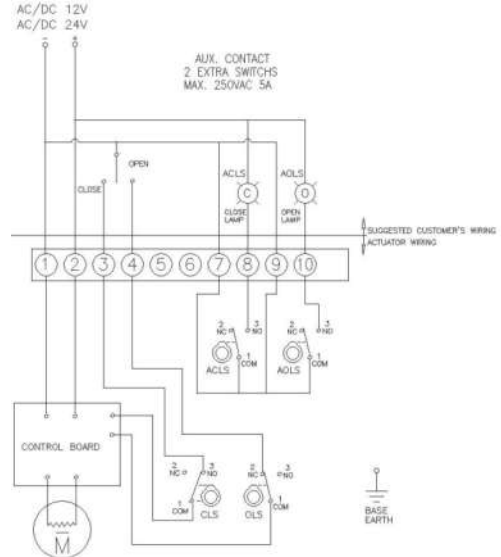 AC/DC 12V
AC/DC 24V
- +
AUX. CONTACT
2 EXTRA SWITCHS
MAX. 250VAC 5A
OPEN
CLOSE
ACLS AOLS
C O
CLOSE LAMP
OPEN LAMP
SUGGESTED CUSTOMER'S WIRING
ACTUATOR WIRING
1 2 3 4 5 6 7 8 9 10
2 NC 3 NO 1 COM
ACLS
2 NC 3 NO 1 COM
AOLS
CONTROL BOARD
2 NC 3 NO 1 COM
CLS
2 NC 3 NO 1 COM
OLS
M
BASE
EARTH